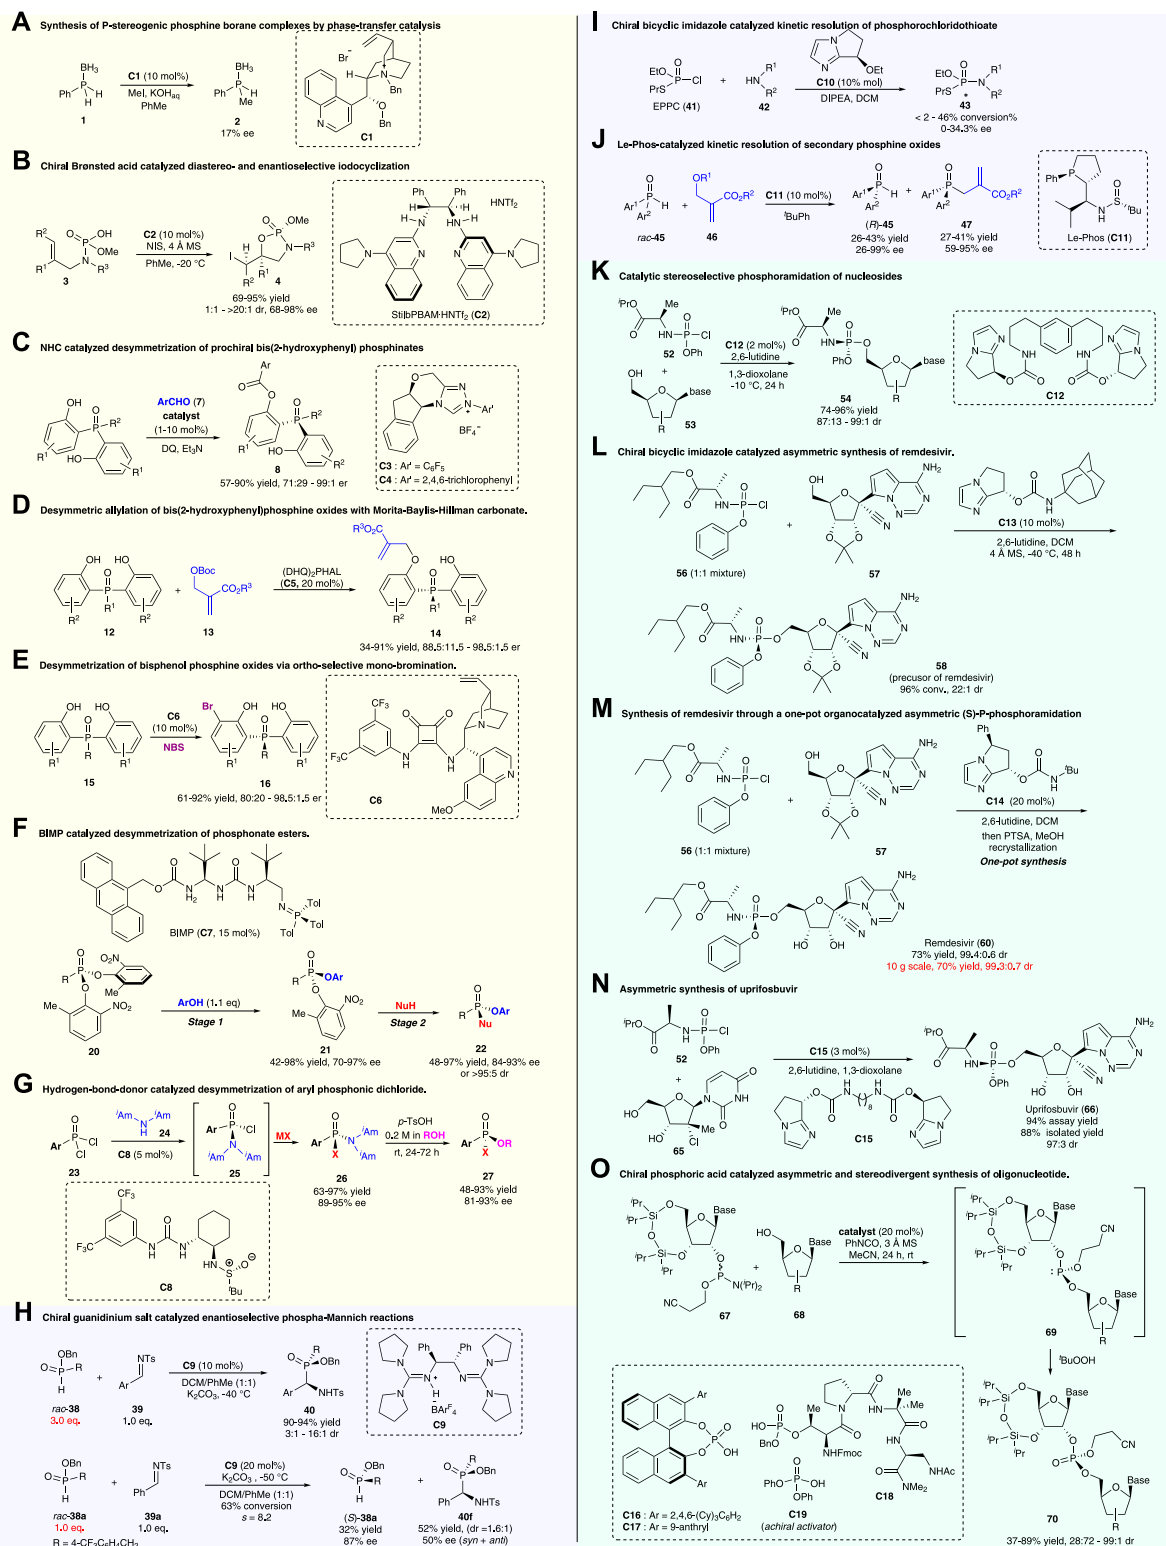 A Synthesis of P-stereogenic phosphine borane complexes by phase-transfer catalysis
C1 (10 mol%)
MeI, KOHaq
PhMe
1
2
17% ee
C1
B Chiral Brønsted acid catalyzed diastereo- and enantioselective iodocyclization
C2 (10 mol%)
NIS, 4 Å MS
PhMe, -20 °C
3
4
69-95% yield
1:1 - >20:1 dr, 68-98% ee
HNTf2
StilbPBAM·HNTf2 (C2)
C NHC catalyzed desymmetrization of prochiral bis(2-hydroxyphenyl) phosphinates
ArCHO (7)
catalyst
(1-10 mol%)
DQ, Et3N
8
57-90% yield, 71:29 - 99:1 er
BF4−
C3 : Ar' = C6F5
C4 : Ar' = 2,4,6-trichlorophenyl
D Desymmetric allylation of bis(2-hydroxyphenyl)phosphine oxides with Morita-Baylis-Hillman carbonate.
(DHQ)2PHAL
(C5, 20 mol%)
12
13
14
34-91% yield, 88.5:11.5 - 98.5:1.5 er
E Desymmetrization of bisphenol phosphine oxides via ortho-selective mono-bromination.
C6
(10 mol%)
NBS
15
16
61-92% yield, 80:20 - 98.5:1.5 er
C6
F BIMP catalyzed desymmetrization of phosphonate esters.
BIMP (C7, 15 mol%)
ArOH (1.1 eq)
Stage 1
NuH
Stage 2
20
21
42-98% yield, 70-97% ee
22
48-97% yield, 84-93% ee
or >95:5 dr
G Hydrogen-bond-donor catalyzed desymmetrization of aryl phosphonic dichloride.
24
C8 (5 mol%)
MX
p-TsOH
0.2 M in ROH
rt, 24-72 h
23
25
26
63-97% yield
89-95% ee
27
48-93% yield
81-93% ee
C8
H Chiral guanidinium salt catalyzed enantioselective phospha-Mannich reactions
C9 (10 mol%)
DCM/PhMe (1:1)
K2CO3, -40 °C
rac-38
3.0 eq.
39
1.0 eq.
40
90-94% yield
3:1 - 16:1 dr
BArF4
C9
C9 (20 mol%)
K2CO3 , -50 °C
DCM/PhMe (1:1)
63% conversion
s = 8.2
rac-38a
1.0 eq.
R = 4-CF3C6H4CH2
39a
1.0 eq.
(S)-38a
32% yield
87% ee
40f
52% yield, (dr =1.6:1)
50% ee (syn + anti)
I Chiral bicyclic imidazole catalyzed kinetic resolution of phosphorochloridothioate
EPPC (41)
42
C10 (10% mol)
DIPEA, DCM
43
< 2 - 46% conversion%
0-34.3% ee
J Le-Phos-catalyzed kinetic resolution of secondary phosphine oxides
C11 (10 mol%)
tBuPh
rac-45
46
(R)-45
26-43% yield
26-99% ee
47
27-41% yield
59-95% ee
Le-Phos (C11)
K Catalytic stereoselective phosphoramidation of nucleosides
52
53
C12 (2 mol%)
2,6-lutidine
1,3-dioxolane
-10 °C, 24 h
54
74-96% yield
87:13 - 99:1 dr
C12
L Chiral bicyclic imidazole catalyzed asymmetric synthesis of remdesivir.
56 (1:1 mixture)
57
C13 (10 mol%)
2,6-lutidine, DCM
4 Å MS, -40 °C, 48 h
58
(precusor of remdesivir)
96% conv., 22:1 dr
M Synthesis of remdesivir through a one-pot organocatalyzed asymmetric (S)-P-phosphoramidation
56 (1:1 mixture)
57
C14 (20 mol%)
2,6-lutidine, DCM
then PTSA, MeOH
recrystallization
One-pot synthesis
Remdesivir (60)
73% yield, 99.4:0.6 dr
10 g scale, 70% yield, 99.3:0.7 dr
N Asymmetric synthesis of uprifosbuvir
52
65
C15 (3 mol%)
2,6-lutidine, 1,3-dioxolane
C15
Uprifosbuvir (66)
94% assay yield
88% isolated yield
97:3 dr
O Chiral phosphoric acid catalyzed asymmetric and stereodivergent synthesis of oligonucleotide.
67
68
catalyst (20 mol%)
PhNCO, 3 Å MS
MeCN, 24 h, rt
69
tBuOOH
C16 : Ar = 2,4,6-(Cy)3C6H2
C17 : Ar = 9-anthryl
C19
(achiral activator)
C18
70
37-89% yield, 28:72 - 99:1 dr